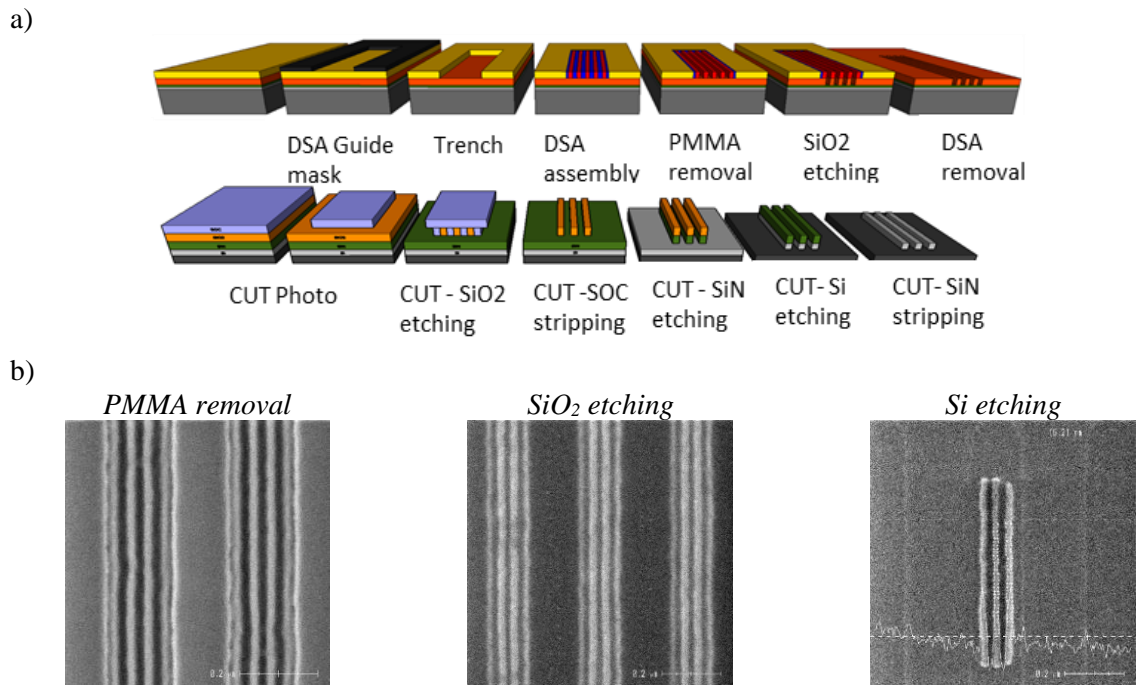 a)
DSA Guide mask
Trench
DSA assembly
PMMA removal
SiO2 etching
DSA removal
CUT Photo
CUT - SiO2 etching
CUT -SOC stripping
CUT - SiN etching
CUT- Si etching
CUT- SiN stripping
b)
PMMA removal
SiO₂ etching
Si etching
0.2 um
0.2 um
0.2 um